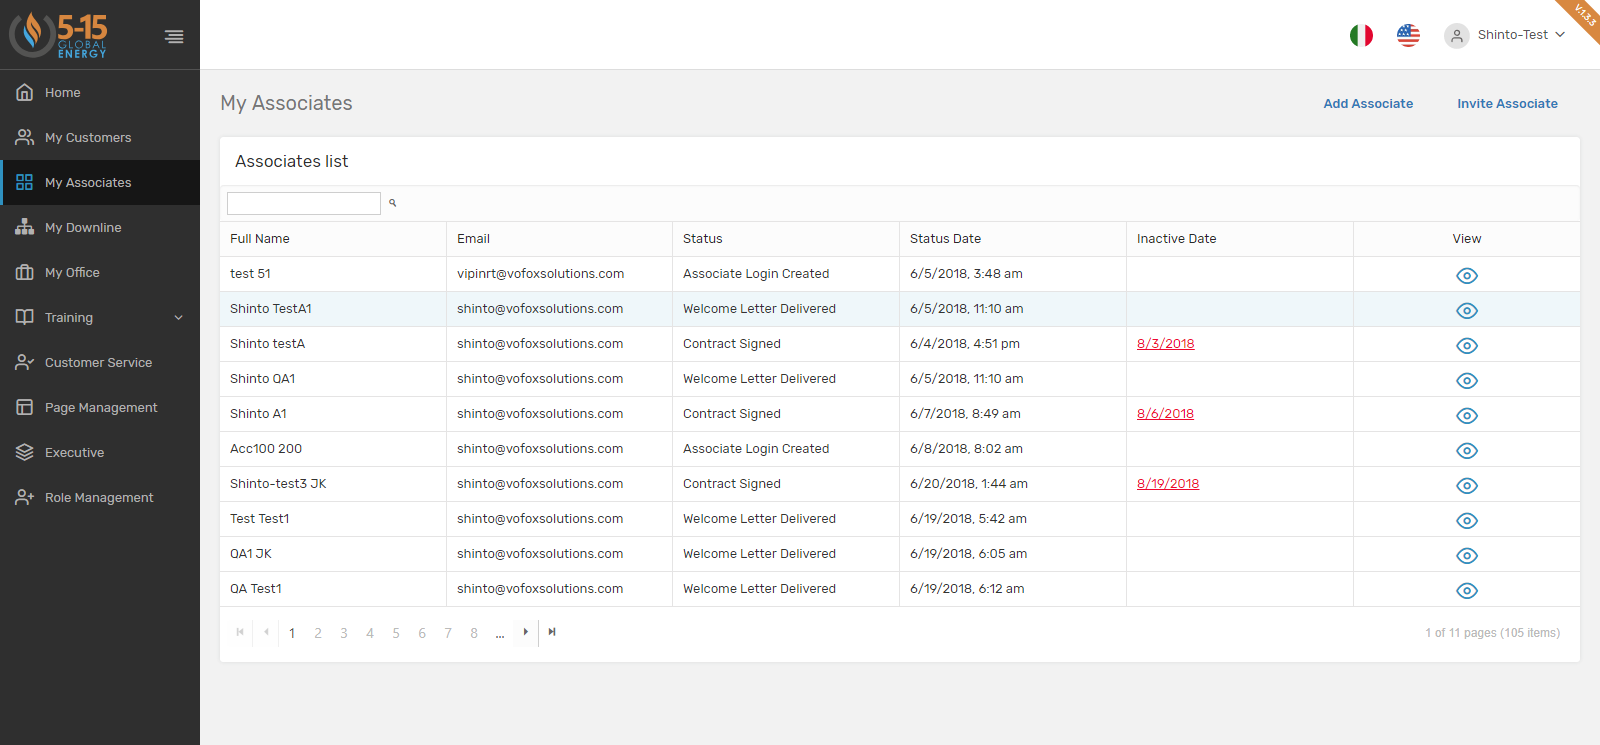 5-15
GLOBAL
ENERGY
Home
My Customers
My Associates
My Downline
My Office
Training
Customer Service
Page Management
Executive
Role Management
Shinto-Test
V.1.3.3
My Associates
Add Associate Invite Associate
Associates list
Full Name Email Status Status Date Inactive Date View
test 51 vipinrt@vofoxsolutions.com Associate Login Created 6/5/2018, 3:48 am
Shinto TestA1 shinto@vofoxsolutions.com Welcome Letter Delivered 6/5/2018, 11:10 am
Shinto testA shinto@vofoxsolutions.com Contract Signed 6/4/2018, 4:51 pm 8/3/2018
Shinto QA1 shinto@vofoxsolutions.com Welcome Letter Delivered 6/5/2018, 11:10 am
Shinto A1 shinto@vofoxsolutions.com Contract Signed 6/7/2018, 8:49 am 8/6/2018
Acc100 200 shinto@vofoxsolutions.com Associate Login Created 6/8/2018, 8:02 am
Shinto-test3 JK shinto@vofoxsolutions.com Contract Signed 6/20/2018, 1:44 am 8/19/2018
Test Test1 shinto@vofoxsolutions.com Welcome Letter Delivered 6/19/2018, 5:42 am
QA1 JK shinto@vofoxsolutions.com Welcome Letter Delivered 6/19/2018, 6:05 am
QA Test1 shinto@vofoxsolutions.com Welcome Letter Delivered 6/19/2018, 6:12 am
1 2 3 4 5 6 7 8 ... 1 of 11 pages (105 items)